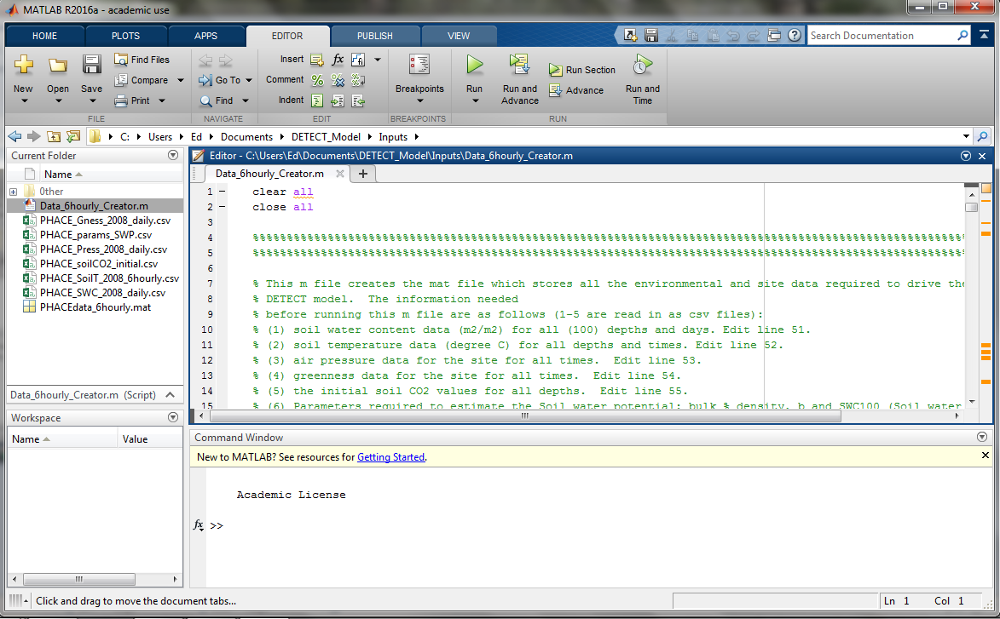 MATLAB R2016a - academic use
HOME PLOTS APPS EDITOR PUBLISH VIEW Search Documentation
New Open Save Find Files Compare Print
Go To Find
Insert fx Comment Indent
Breakpoints
Run Run and Advance Run Section Advance Run and Time
FILE NAVIGATE EDIT BREAKPOINTS RUN
C: Users Ed Documents DETECT_Model Inputs
Current Folder
Name
Other
Data_6hourly_Creator.m
PHACE_Gness_2008_daily.csv
PHACE_params_SWP.csv
PHACE_Press_2008_daily.csv
PHACE_soilCO2_initial.csv
PHACE_SoilT_2008_6hourly.csv
PHACE_SWC_2008_daily.csv
PHACEdata_6hourly.mat
Data_6hourly_Creator.m (Script)
Workspace
Name Value
Editor - C:\Users\Ed\Documents\DETECT_Model\Inputs\Data_6hourly_Creator.m
Data_6hourly_Creator.m
1 – clear all
2 – close all
3
4 %%%%%%%%%%%%%%%%%%%%%%%%%%%%%%%%%%%%%%%%%%%%%%%%%%%%%%%%%%%%%%%%%%%%%%%%%%%%%%%%%%%%%%%%%%%%%%%%%%%%%%%%%
5 %%%%%%%%%%%%%%%%%%%%%%%%%%%%%%%%%%%%%%%%%%%%%%%%%%%%%%%%%%%%%%%%%%%%%%%%%%%%%%%%%%%%%%%%%%%%%%%%%%%%%%%%%
6
7 % This m file creates the mat file which stores all the environmental and site data required to drive the
8 % DETECT model. The information needed
9 % before running this m file are as follows (1-5 are read in as csv files):
10 % (1) soil water content data (m2/m2) for all (100) depths and days. Edit line 51.
11 % (2) soil temperature data (degree C) for all depths and times. Edit line 52.
12 % (3) air pressure data for the site for all times. Edit line 53.
13 % (4) greenness data for the site for all times. Edit line 54.
14 % (5) the initial soil CO2 values for all depths. Edit line 55.
15 % (6) Parameters required to estimate the Soil water potential: bulk % density, b and SWC100 (Soil water
Command Window
New to MATLAB? See resources for Getting Started.
Academic License
fx >>
Click and drag to move the document tabs...
Ln 1 Col 1